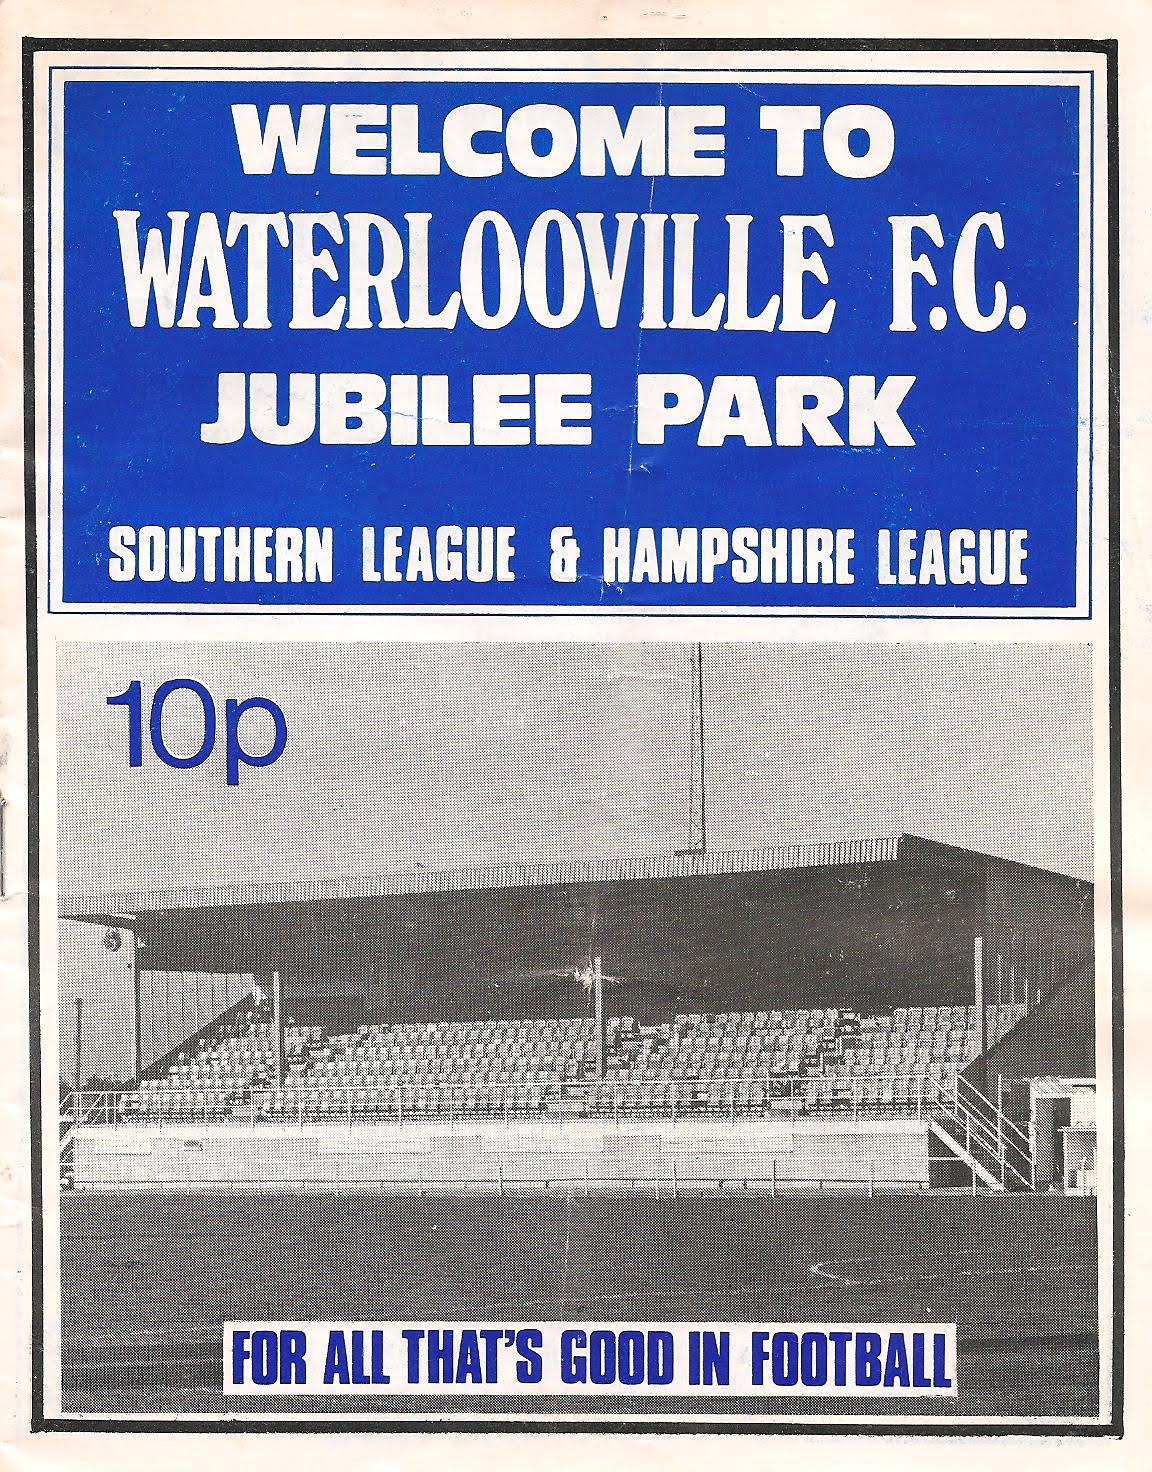 WELCOME TO
WATERLOOVILLE F.C.
JUBILEE PARK
SOUTHERN LEAGUE & HAMPSHIRE LEAGUE
10p
FOR ALL THAT'S GOOD IN FOOTBALL